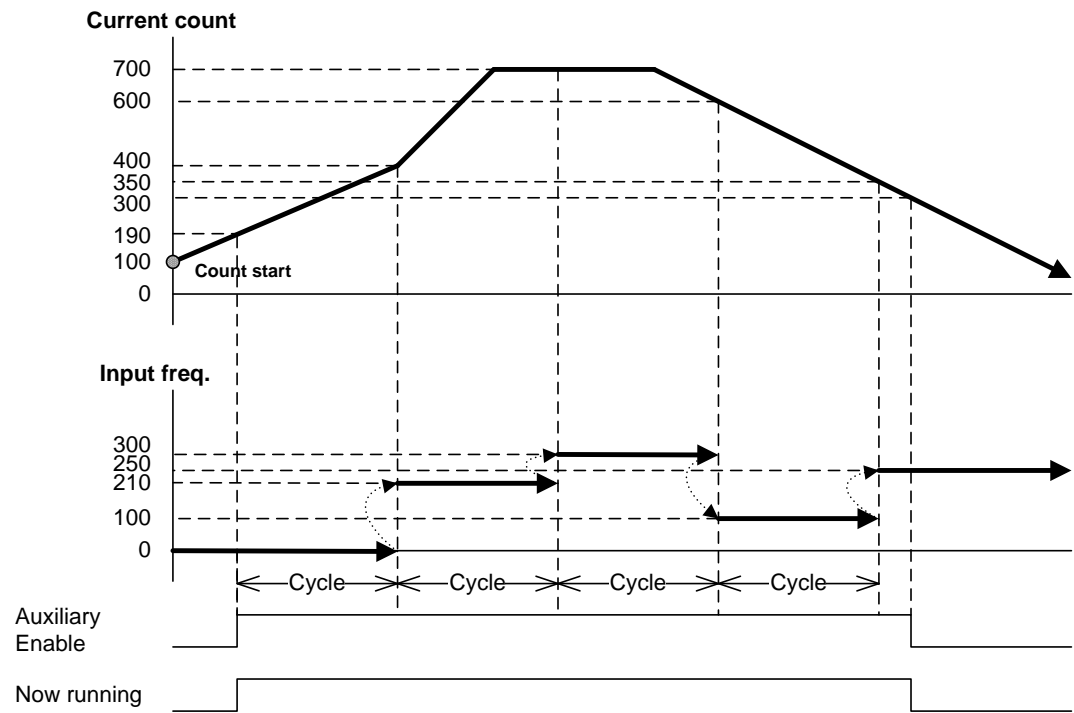 Current count
700
600
400
350
300
190
100
0
Count start
Input freq.
300
250
210
100
0
Cycle Cycle Cycle Cycle
Auxiliary
Enable
Now running